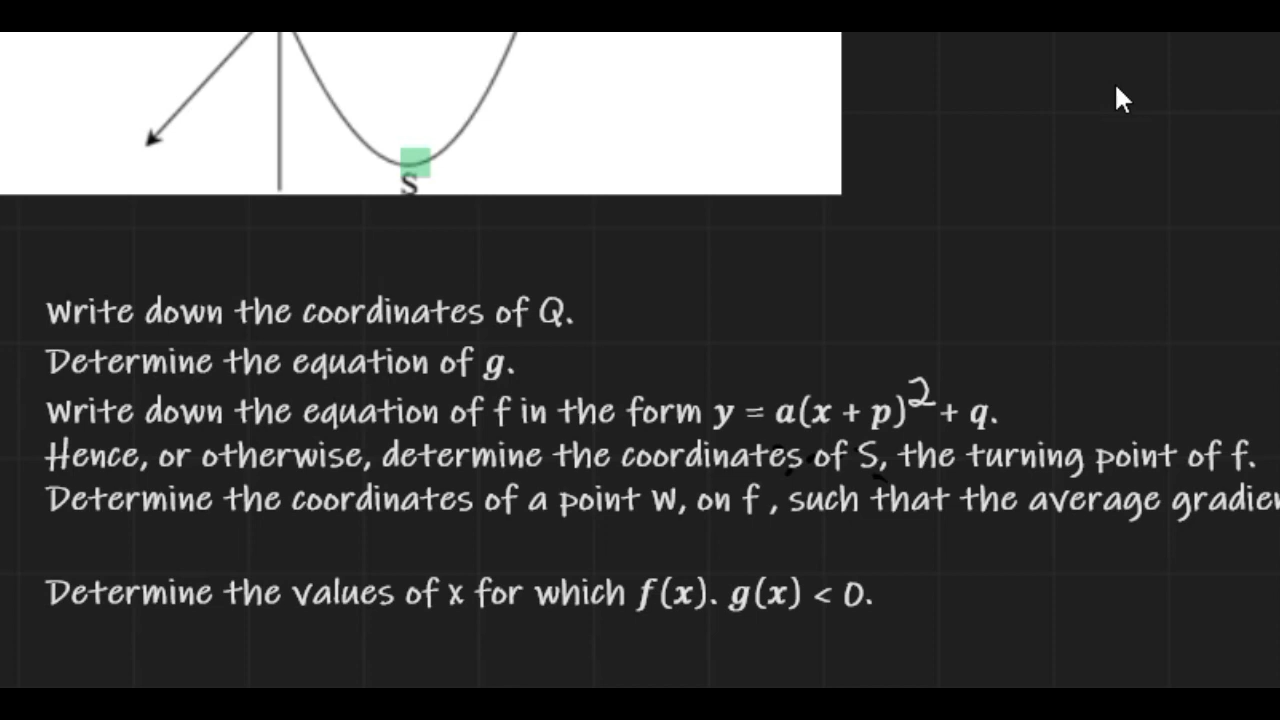 S
Write down the coordinates of Q.
Determine the equation of g.
Write down the equation of f in the form y = a(x + p)² + q.
Hence, or otherwise, determine the coordinates of S, the turning point of f.
Determine the coordinates of a point W, on f , such that the average
Determine the values of x for which f(x). g(x) < 0.